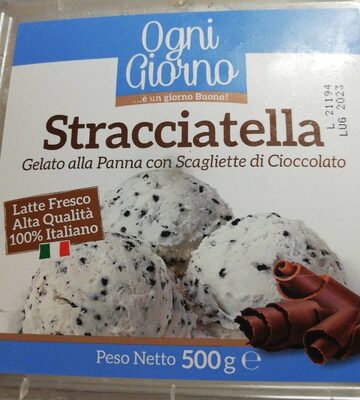 Ogni
Giorno
...è un giorno Buono!
L 21194
LUG 2023
Stracciatella
Gelato alla Panna con Scagliette di Cioccolato
Latte Fresco
Alta Qualità
100% Italiano
Peso Netto 500 g ℮